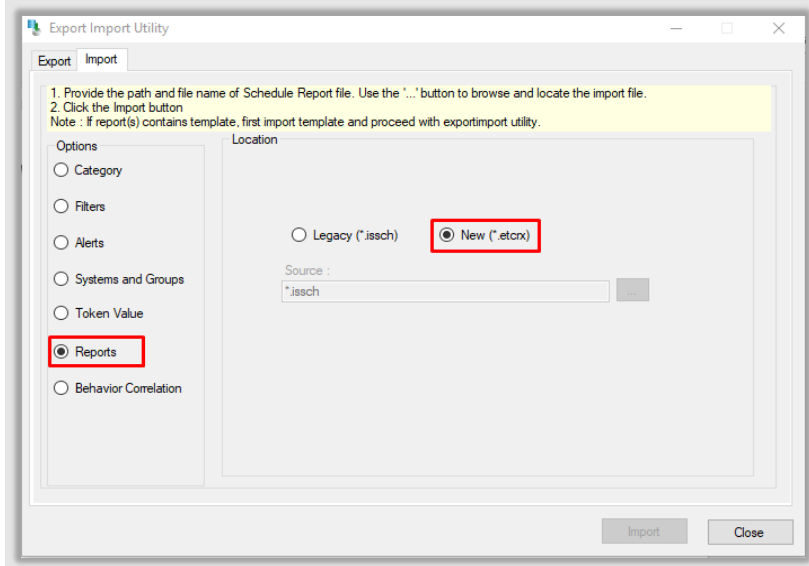 Export Import Utility
Export Import
1. Provide the path and file name of Schedule Report file. Use the '...' button to browse and locate the import file.
2. Click the Import button
Note : If report(s) contains template, first import template and proceed with exportimport utility.
Options
Location
Category
Filters
Alerts
Systems and Groups
Token Value
Reports
Behavior Correlation
Legacy (*.issch) New (*.etcrx)
Source :
*.issch ...
Import Close